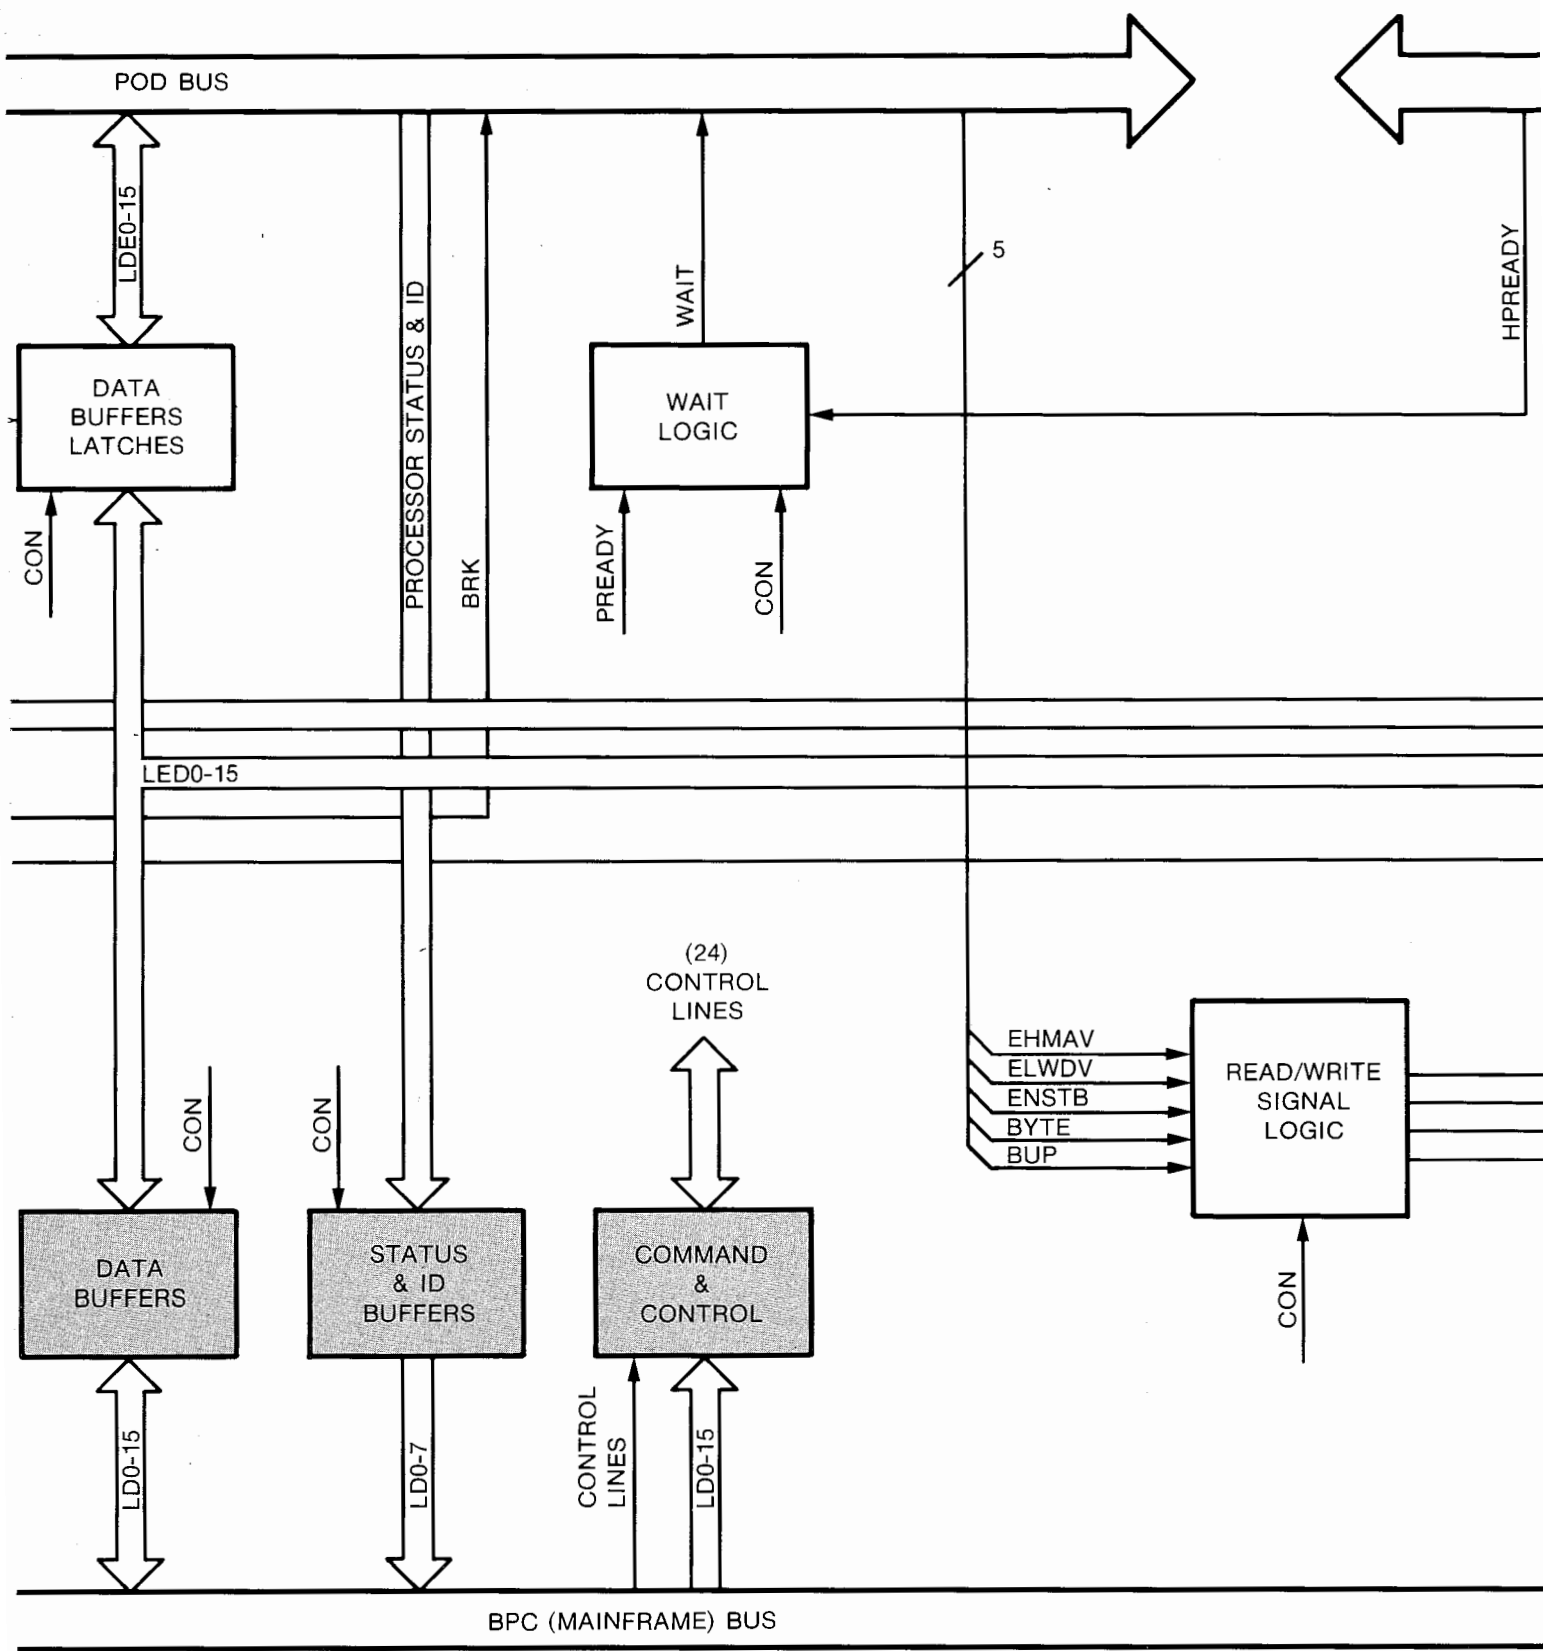 POD BUS
LDE0-15
PROCESSOR STATUS & ID
BRK
WAIT
5
HPREADY
DATA
BUFFERS
LATCHES
WAIT
LOGIC
CON
PREADY
CON
LED0-15
(24)
CONTROL
LINES
CON
CON
EHMAV
ELWDV
ENSTB
BYTE
BUP
READ/WRITE
SIGNAL
LOGIC
DATA
BUFFERS
STATUS
& ID
BUFFERS
COMMAND
&
CONTROL
CON
LD0-15
LD0-7
CONTROL
LINES
LD0-15
BPC (MAINFRAME) BUS